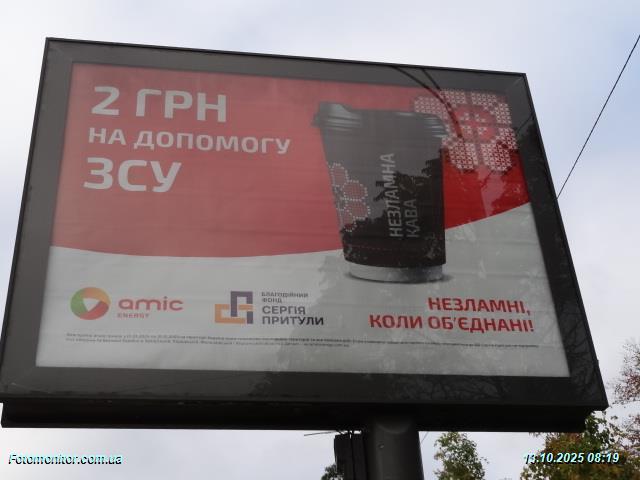 2 ГРН
НА ДОПОМОГУ
ЗСУ
НЕЗЛАМНА
КАВА
amic
ENERGY
БЛАГОДІЙНИЙ
ФОНД
СЕРГІЯ
ПРИТУЛИ
НЕЗЛАМНІ,
КОЛИ ОБ'ЄДНАНІ!
Fotomonitor.com.ua
13.10.2025 08:19